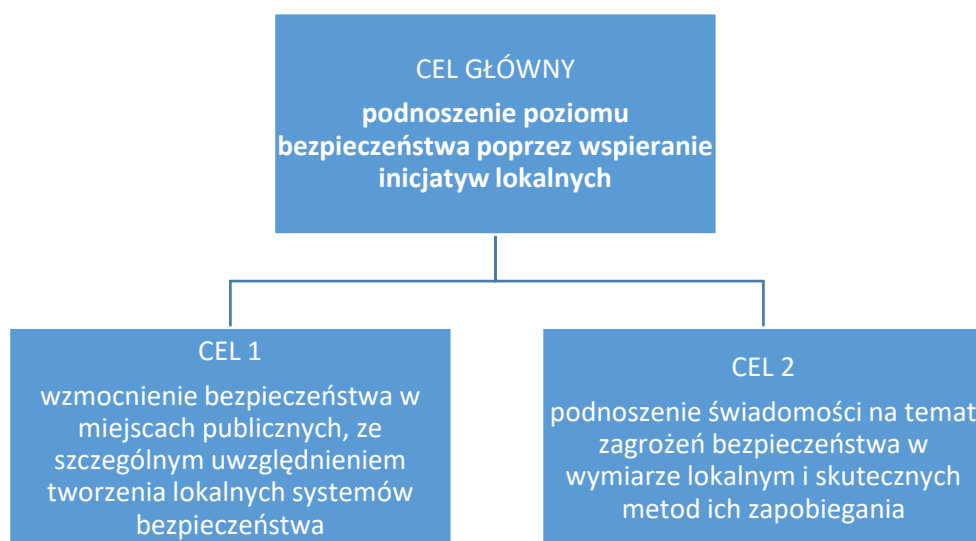 CEL GŁÓWNY
podnoszenie poziomu
bezpieczeństwa poprzez wspieranie
inicjatyw lokalnych
CEL 1
wzmocnienie bezpieczeństwa w
miejscach publicznych, ze
szczególnym uwzględnieniem
tworzenia lokalnych systemów
bezpieczeństwa
CEL 2
podnoszenie świadomości na temat
zagrożeń bezpieczeństwa w
wymiarze lokalnym i skutecznych
metod ich zapobiegania